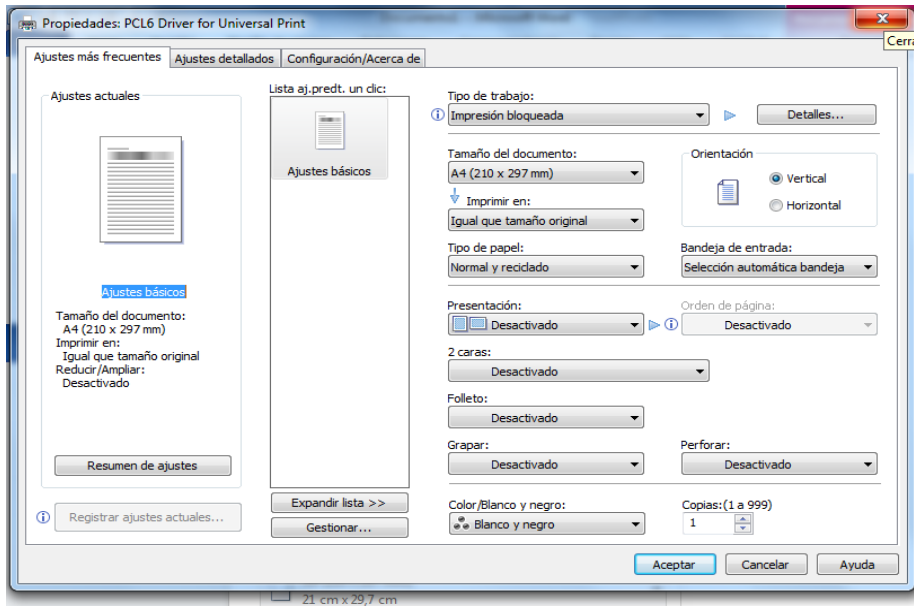 Propiedades: PCL6 Driver for Universal Print
Cerra
Ajustes más frecuentes
Ajustes detallados
Configuración/Acerca de
Ajustes actuales
Ajustes básicos
Tamaño del documento:
A4 (210 x 297 mm)
Imprimir en:
Igual que tamaño original
Reducir/Ampliar:
Desactivado
Resumen de ajustes
Registrar ajustes actuales...
Lista aj.predt. un clic:
Ajustes básicos
Expandir lista >>
Gestionar...
Tipo de trabajo:
Impresión bloqueada
Detalles...
Tamaño del documento:
A4 (210 x 297 mm)
Imprimir en:
Igual que tamaño original
Orientación
Vertical
Horizontal
Tipo de papel:
Normal y reciclado
Bandeja de entrada:
Selección automática bandeja
Presentación:
Desactivado
Orden de página:
Desactivado
2 caras:
Desactivado
Folleto:
Desactivado
Grapar:
Desactivado
Perforar:
Desactivado
Color/Blanco y negro:
Blanco y negro
Copias:(1 a 999)
1
Aceptar
Cancelar
Ayuda
21 cm x 29,7 cm